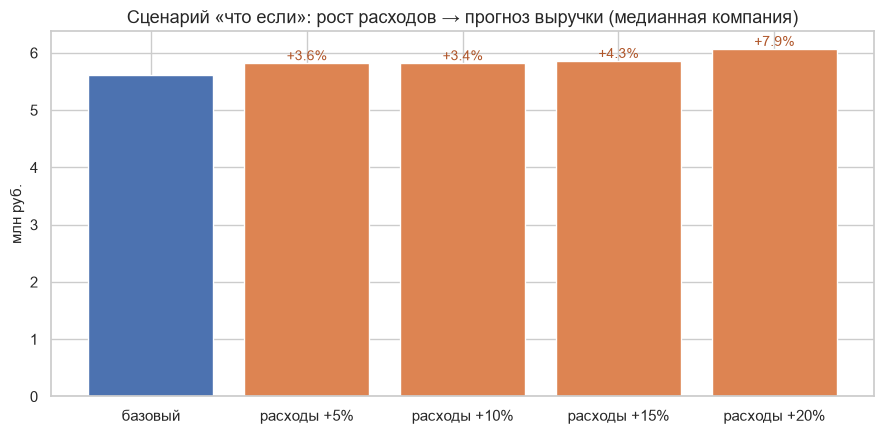 Сценарий «что если»: рост расходов → прогноз выручки (медианная компания)
млн руб.
6
5
4
3
2
1
0
+3.6%
+3.4%
+4.3%
+7.9%
базовый
расходы +5%
расходы +10%
расходы +15%
расходы +20%